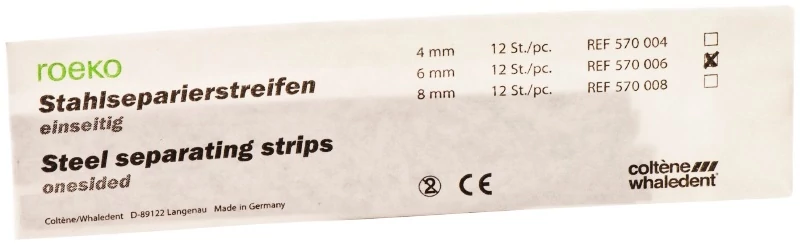 roeko
Stahlseparierstreifen
einseitig
Steel separating strips
onesided
Coltène/Whaledent D-89122 Langenau Made in Germany
4 mm 12 St./pc. REF 570 004
6 mm 12 St./pc. REF 570 006
8 mm 12 St./pc. REF 570 008
2 CE
coltène
whaledent